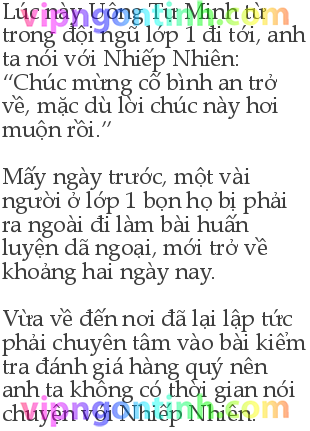 Lúc này Uông Tử Minh từ
trong đội ngũ lớp 1 đi tới, anh
ta nói với Nhiếp Nhiên:
“Chúc mừng cố bình an trở
về, mặc dù lời chúc này hơi
muộn rồi.”
Mấy ngày trước, một vài
người ở lớp 1 bọn họ bị phải
ra ngoài đi làm bài huấn
luyện dã ngoại, mới trở về
khoảng hai ngày nay.
Vừa về đến nơi đã lại lập tức
phải chuyên tâm vào bài kiểm
tra đánh giá hàng quý nên
anh ta không có thời gian nói
chuyện với Nhiếp Nhiên.
vipngontinh.com
vipngontinh.com